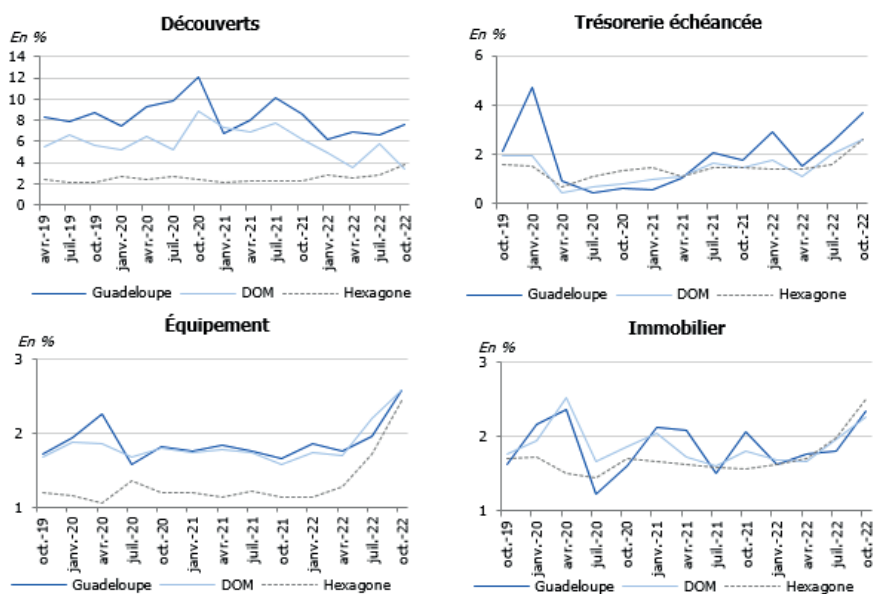 Découverts
En %
14
12
10
8
6
4
2
0
avr.-19
juil.-19
oct.-19
janv.-20
avr.-20
juil.-20
oct.-20
janv.-21
avr.-21
juil.-21
oct.-21
janv.-22
avr.-22
juil.-22
oct.-22
Guadeloupe DOM Hexagone
Trésorerie échéancée
En %
6
4
2
0
oct.-19
janv.-20
avr.-20
juil.-20
oct.-20
janv.-21
avr.-21
juil.-21
oct.-21
janv.-22
avr.-22
juil.-22
oct.-22
Guadeloupe DOM Hexagone
Équipement
En %
3
2
1
oct.-19
janv.-20
avr.-20
juil.-20
oct.-20
janv.-21
avr.-21
juil.-21
oct.-21
janv.-22
avr.-22
juil.-22
oct.-22
Guadeloupe DOM Hexagone
Immobilier
En %
3
2
1
oct.-19
janv.-20
avr.-20
juil.-20
oct.-20
janv.-21
avr.-21
juil.-21
oct.-21
janv.-22
avr.-22
juil.-22
oct.-22
Guadeloupe DOM Hexagone